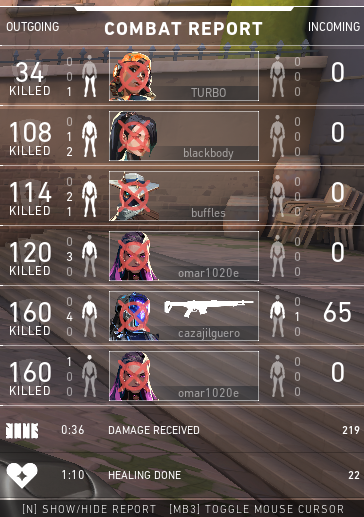 OUTGOING COMBAT REPORT INCOMING
34 0 0 1 KILLED TURBO 0 0 0 0
108 0 1 2 KILLED blackbody 0 0 0 0
114 0 2 1 KILLED buffles 0 0 0 0
120 0 3 0 KILLED omar1020e 0 0 0 0
160 0 4 0 KILLED cazajilguero 0 1 0 65
160 1 0 0 KILLED omar1020e 0 0 0 0
0:36 DAMAGE RECEIVED 219
1:10 HEALING DONE 22
[N] SHOW/HIDE REPORT [MB3] TOGGLE MOUSE CURSOR